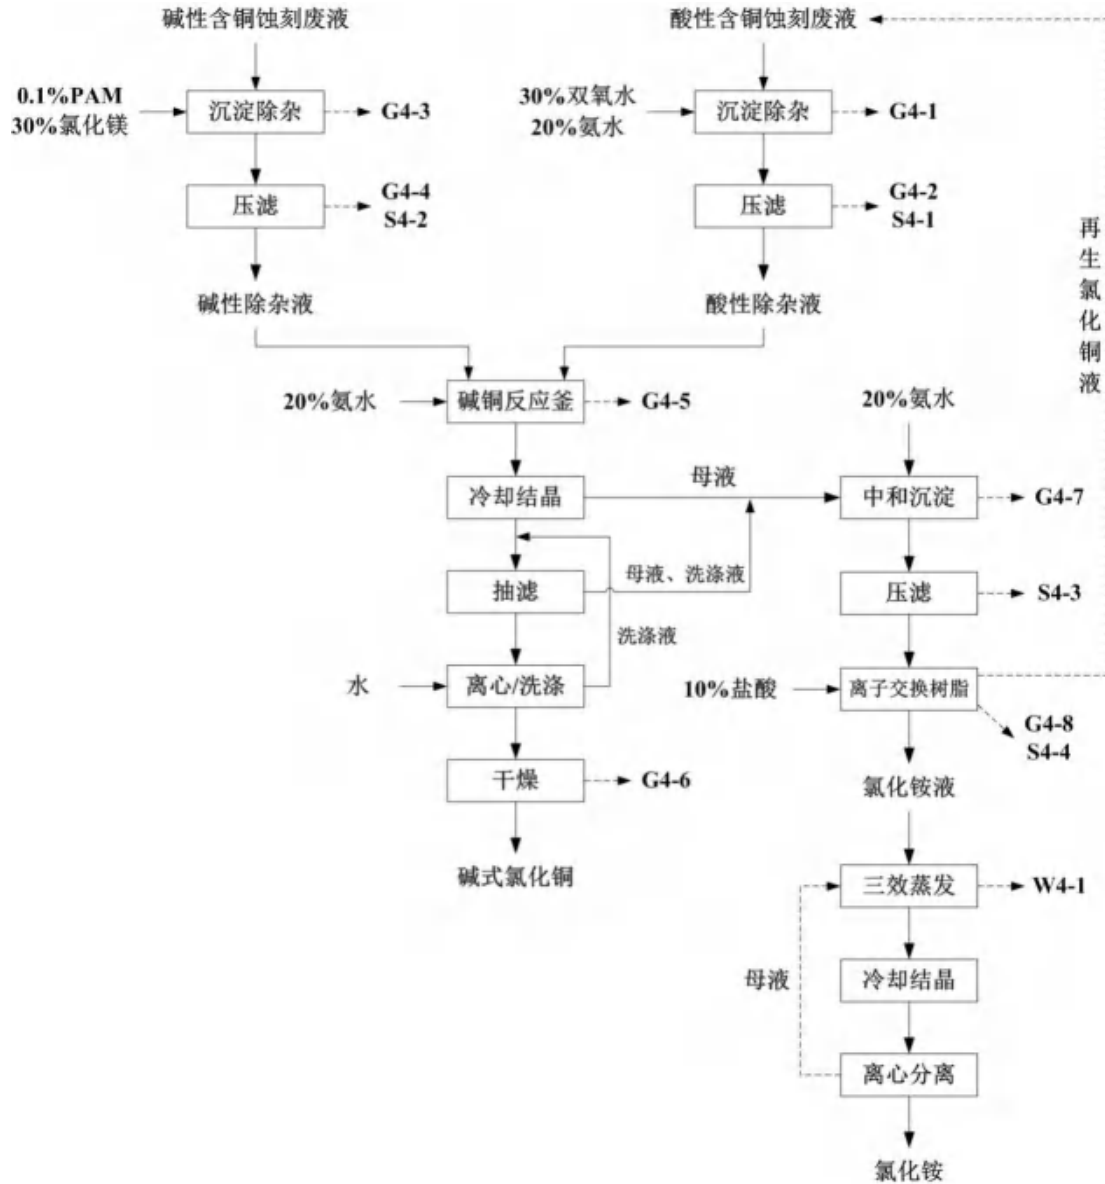 碱性含铜蚀刻废液
酸性含铜蚀刻废液
0.1%PAM
30%氯化镁
沉淀除杂
G4-3
30%双氧水
20%氨水
沉淀除杂
G4-1
压滤
G4-4
S4-2
压滤
G4-2
S4-1
再生氯化铜液
碱性除杂液
酸性除杂液
20%氨水
碱铜反应釜
G4-5
20%氨水
冷却结晶
母液
中和沉淀
G4-7
抽滤
母液、洗涤液
压滤
S4-3
洗涤液
水
离心/洗涤
10%盐酸
离子交换树脂
G4-8
S4-4
干燥
G4-6
氯化铵液
碱式氯化铜
三效蒸发
W4-1
母液
冷却结晶
离心分离
氯化铵